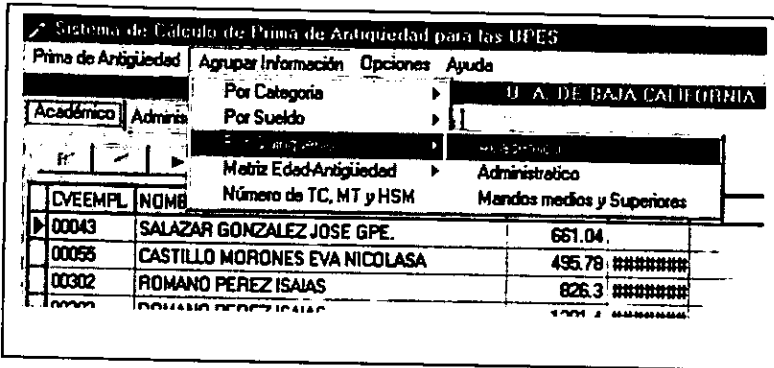 Sistema de Cálculo de Prima de Antigüedad para las UPES
Prima de Antigüedad Agrupar Información Opciones Ayuda
U. A. DE BAJA CALIFORNIA
Académico Adminis
Por Categoria
Por Sueldo
Matriz Edad-Antigüedad
Número de TC, MT y HSM
Administratico
Mandos medios y Superiores
CVEEMPL NOMB
00043 SALAZAR GONZALEZ JOSE GPE. 661.04
00055 CASTILLO MORONES EVA NICOLASA 495.78 #######
00302 ROMANO PEREZ ISAIAS 826.3 #######